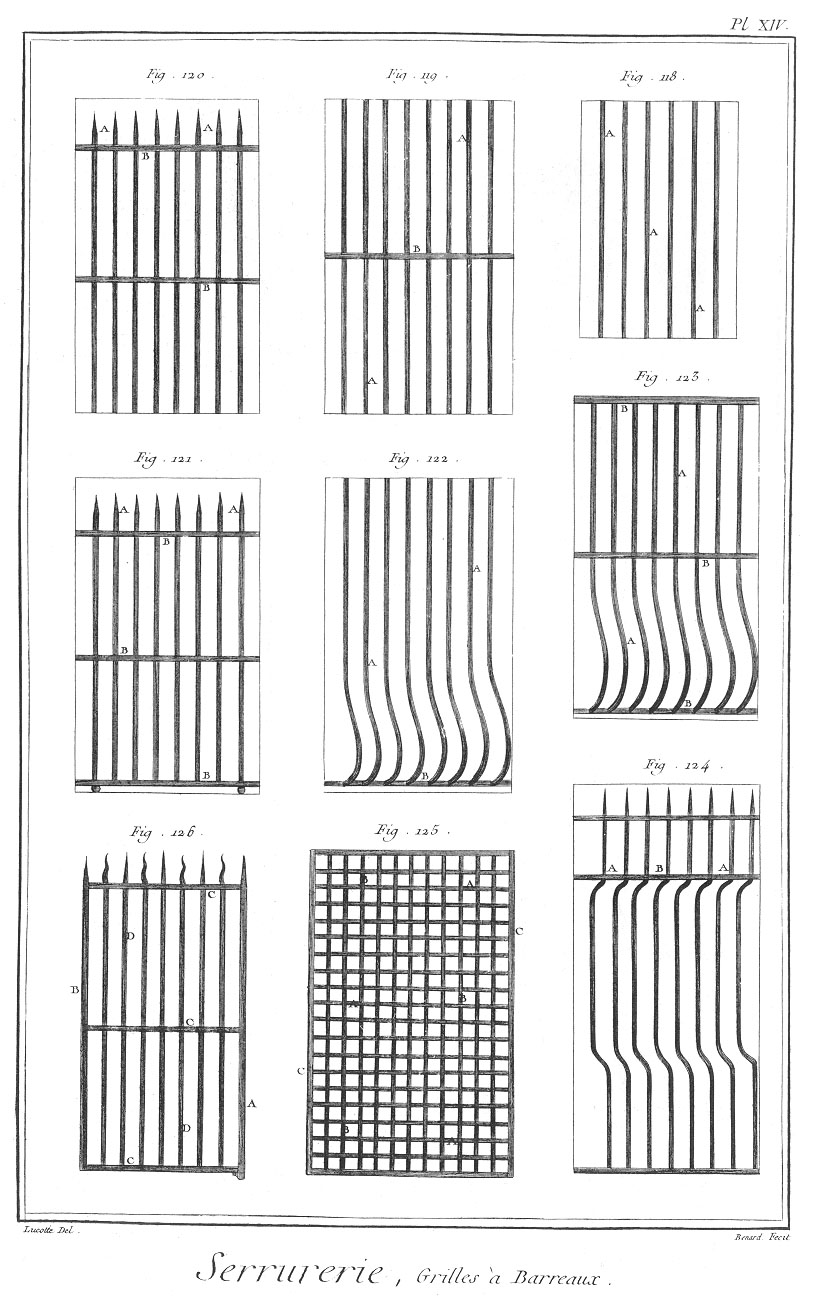 Pl XIV.
Fig. 120.
Fig. 119.
Fig. 118.
A A
B
B
A
B
A
A
A
A
Fig. 123.
B
A
B
A
B
Fig. 121.
A A
B
B
B
Fig. 122.
A
A
B
Fig. 124.
A B A
Fig. 126.
C
D
B
C
A
D
C
Fig. 125.
B A
C
A B
C
B A
Lucotte Del.
Benard Fecit
Serrurerie, Grilles à Barreaux.